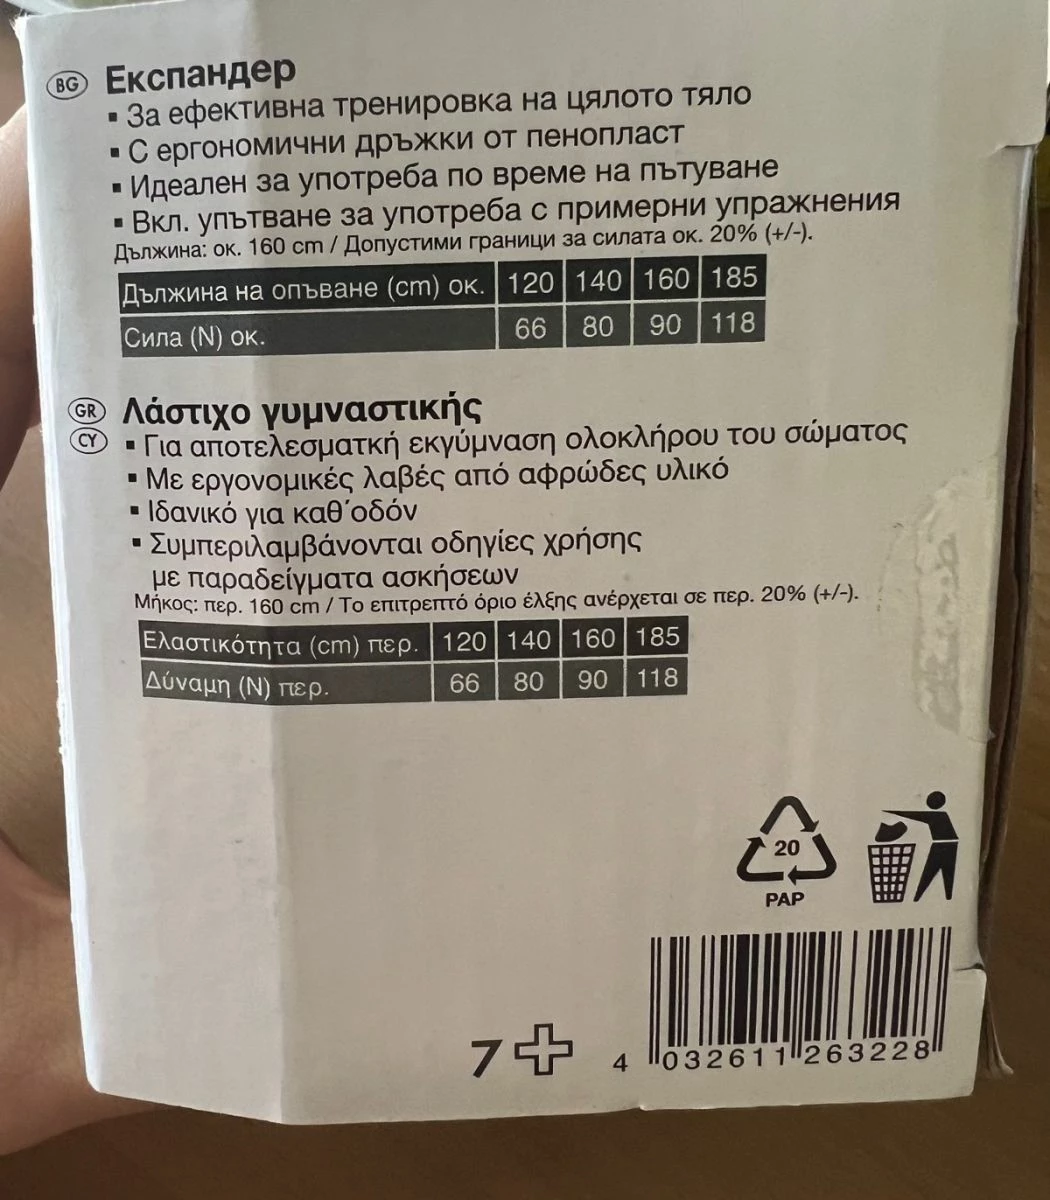 BG Експандер
▪ За ефективна тренировка на цялото тяло
▪ С ергономични дръжки от пенопласт
▪ Идеален за употреба по време на пътуване
▪ Вкл. упътване за употреба с примерни упражнения
Дължина: ок. 160 cm / Допустими граници за силата ок. 20% (+/-).
Дължина на опъване (cm) ок. 120 140 160 185
Сила (N) ок. 66 80 90 118
GR CY Λάστιχο γυμναστικής
▪ Για αποτελεσματκή εκγύμναση ολοκλήρου του σώματος
▪ Με εργονομικές λαβές από αφρώδες υλικό
▪ Ιδανικό για καθ΄οδόν
▪ Συμπεριλαμβάνονται οδηγίες χρήσης
με παραδείγματα ασκήσεων
Μήκος: περ. 160 cm / Το επιτρεπτό όριο έλξης ανέρχεται σε περ. 20% (+/-).
Ελαστικότητα (cm) περ. 120 140 160 185
Δύναμη (N) περ. 66 80 90 118
20
PAP
7+
4 032611 263228